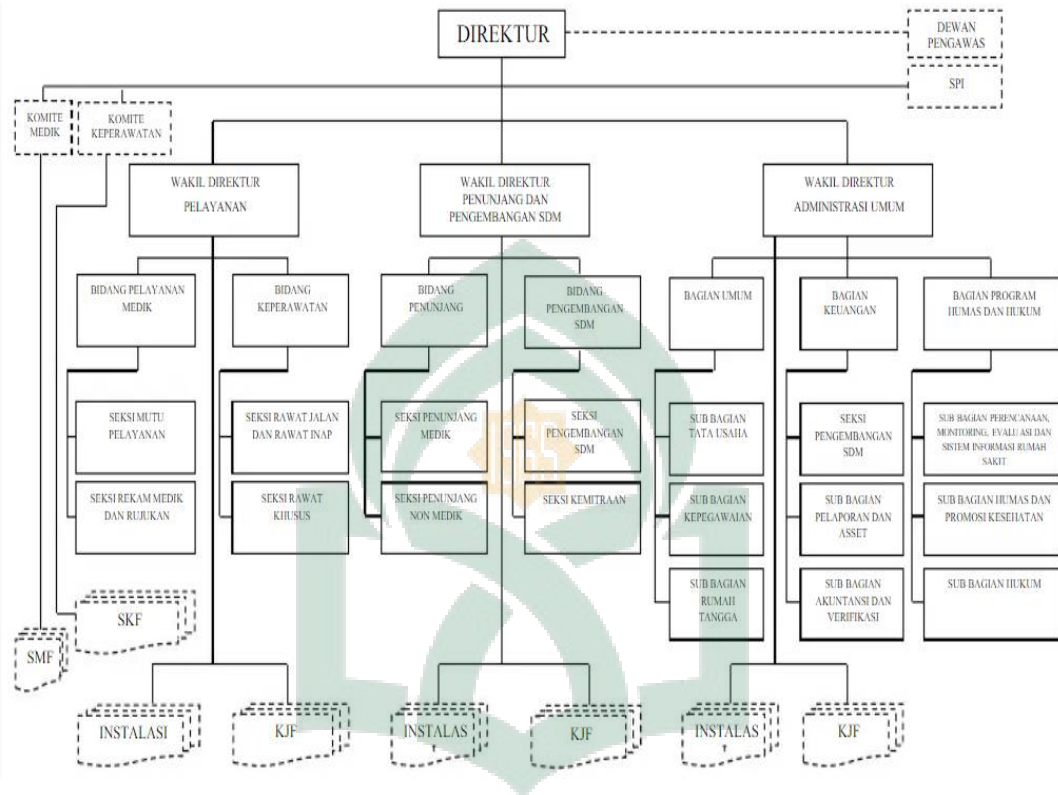 DIREKTUR
DEWAN
PENGAWAS
SPI
KOMITE
MEDIK
KOMITE
KEPERAWATAN
WAKIL DIREKTUR
PELAYANAN
WAKIL DIREKTUR
PENUNJANG DAN
PENGEMBANGAN SDM
WAKIL DIREKTUR
ADMINISTRASI UMUM
BIDANG PELAYANAN
MEDIK
BIDANG
KEPERAWATAN
BIDANG
PENUNJANG
BIDANG
PENGEMBANGAN
SDM
BAGIAN UMUM
BAGIAN
KEUANGAN
BAGIAN PROGRAM
HUMAS DAN HUKUM
SEKSI MUTU
PELAYANAN
SEKSI RAWAT JALAN
DAN RAWAT INAP
SEKSI PENUNJANG
MEDIK
SEKSI
PENGEMBANGAN
SDM
SUB BAGIAN
TATA USAHA
SEKSI
PENGEMBANGAN
SDM
SUB BAGIAN PERENCANAAN,
MONITORING, EVALU ASI DAN
SISTEM INFORMASI RUMAH
SAKIT
SEKSI REKAM MEDIK
DAN RUJUKAN
SEKSI RAWAT
KHUSUS
SEKSI PENUNJANG
NON MEDIK
SEKSI KEMITRAAN
SUB BAGIAN
KEPEGAWAIAN
SUB BAGIAN
PELAPORAN DAN
ASSET
SUB BAGIAN HUMAS DAN
PROMOSI KESEHATAN
SUB BAGIAN
RUMAH
TANGGA
SUB BAGIAN
AKUNTANSI DAN
VERIFIKASI
SUB BAGIAN HUKUM
SKF
SMF
INSTALASI
KJF
INSTALAS
I
KJF
INSTALAS
I
KJF